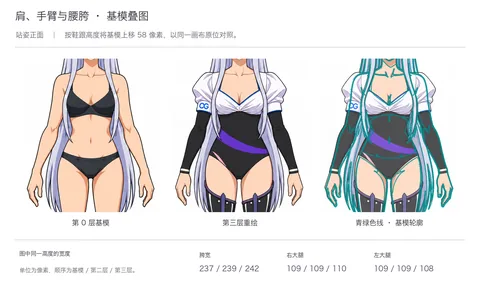 肩、手臂与腰胯 · 基模叠图
站姿正面 | 按鞋跟高度将基模上移 58 像素，以同一画布原位对照。
CG
CG
第 0 层基模
第三层重绘
青绿色线 · 基模轮廓
图中同一高度的宽度
单位为像素，顺序为基模 / 第二层 / 第三层。
胯宽
237 / 239 / 242
右大腿
109 / 109 / 110
左大腿
109 / 109 / 108